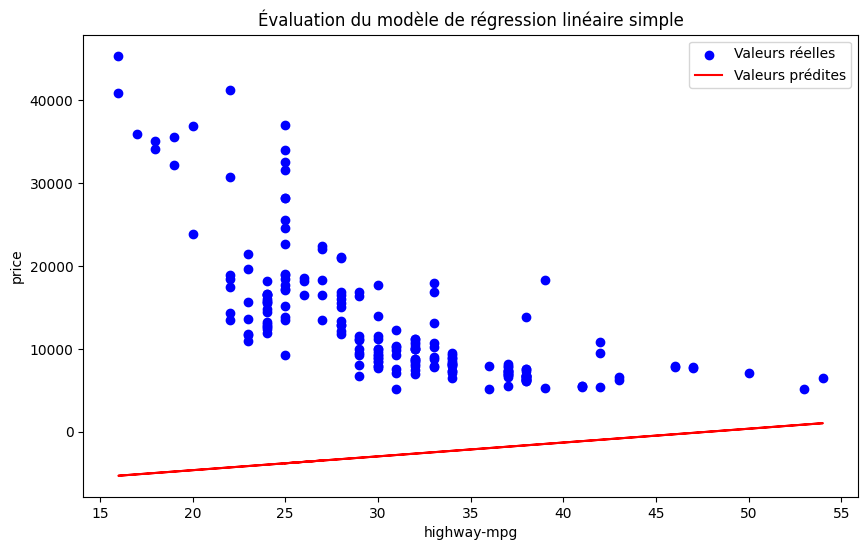 Évaluation du modèle de régression linéaire simple
Valeurs réelles
Valeurs prédites
40000
30000
20000
10000
0
price
15 20 25 30 35 40 45 50 55
highway-mpg